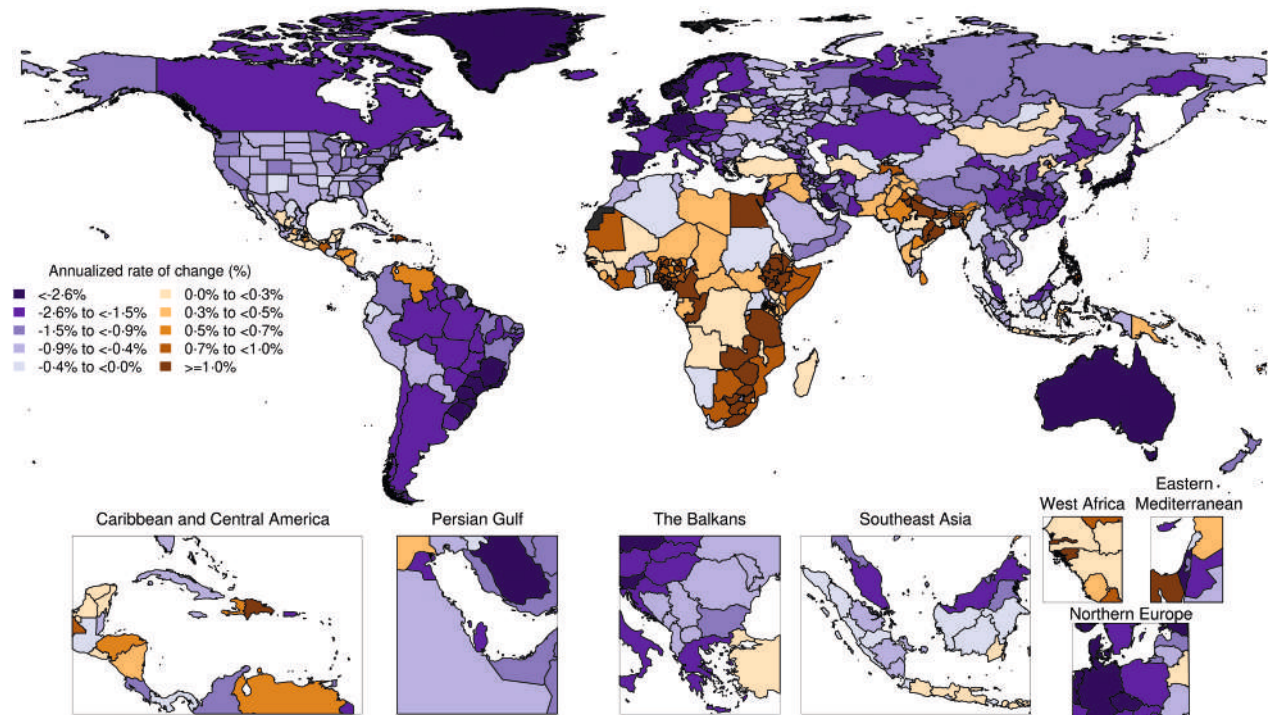 Annualized rate of change (%)
<-2·6%
-2·6% to <-1·5%
-1·5% to <-0·9%
-0·9% to <-0·4%
-0·4% to <0·0%
0·0% to <0·3%
0·3% to <0·5%
0·5% to <0·7%
0·7% to <1·0%
>=1·0%
Caribbean and Central America
Persian Gulf
The Balkans
Southeast Asia
West Africa
Eastern
Mediterranean
Northern Europe